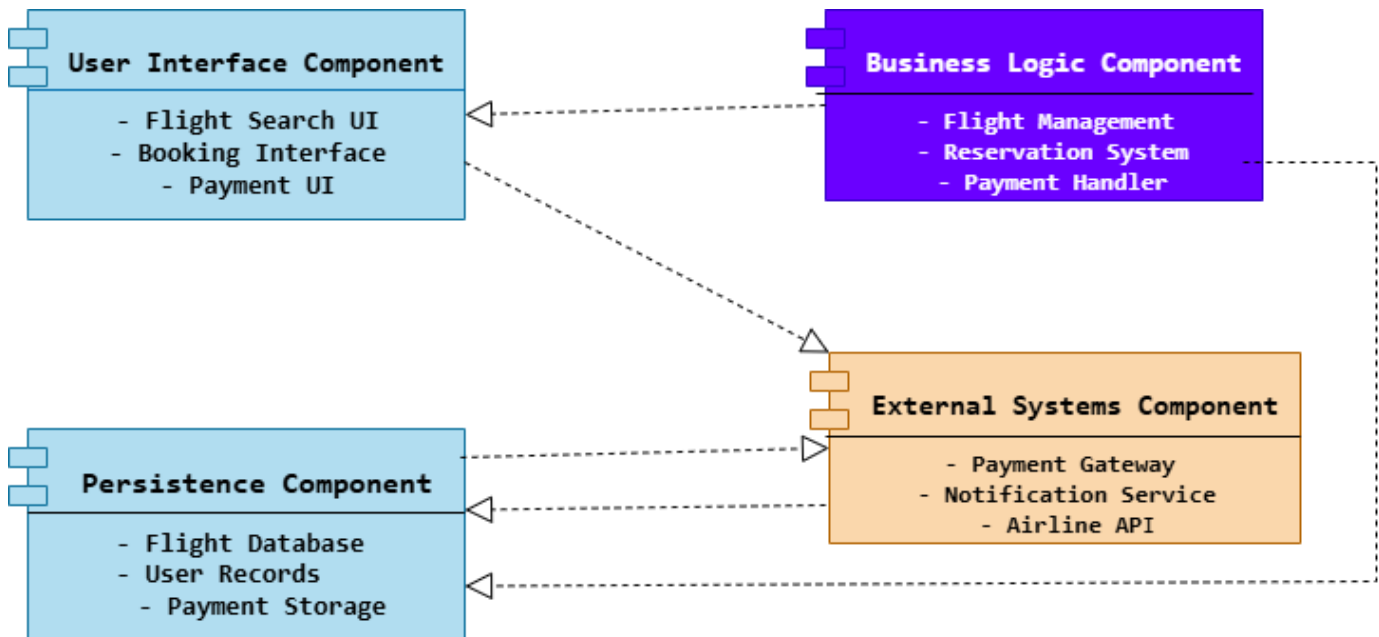 User Interface Component
- Flight Search UI
- Booking Interface
- Payment UI
Business Logic Component
- Flight Management
- Reservation System
- Payment Handler
External Systems Component
- Payment Gateway
- Notification Service
- Airline API
Persistence Component
- Flight Database
- User Records
- Payment Storage